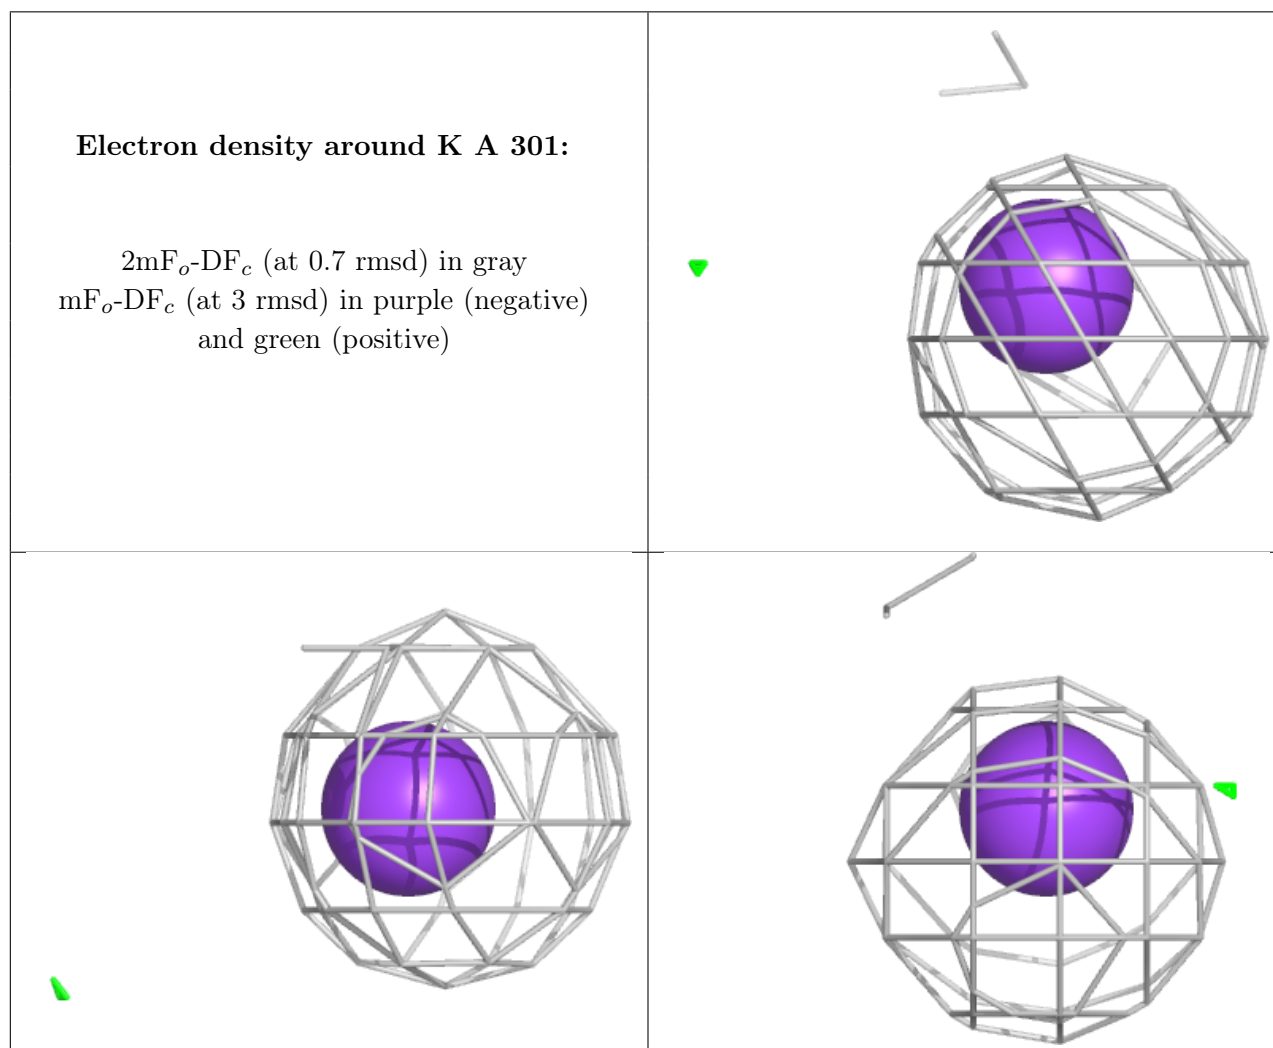 Electron density around K A 301:
2mFo-DFc (at 0.7 rmsd) in gray
mFo-DFc (at 3 rmsd) in purple (negative)
and green (positive)